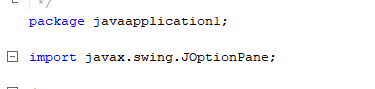 */
package javaapplication1;
import javax.swing.JOptionPane;